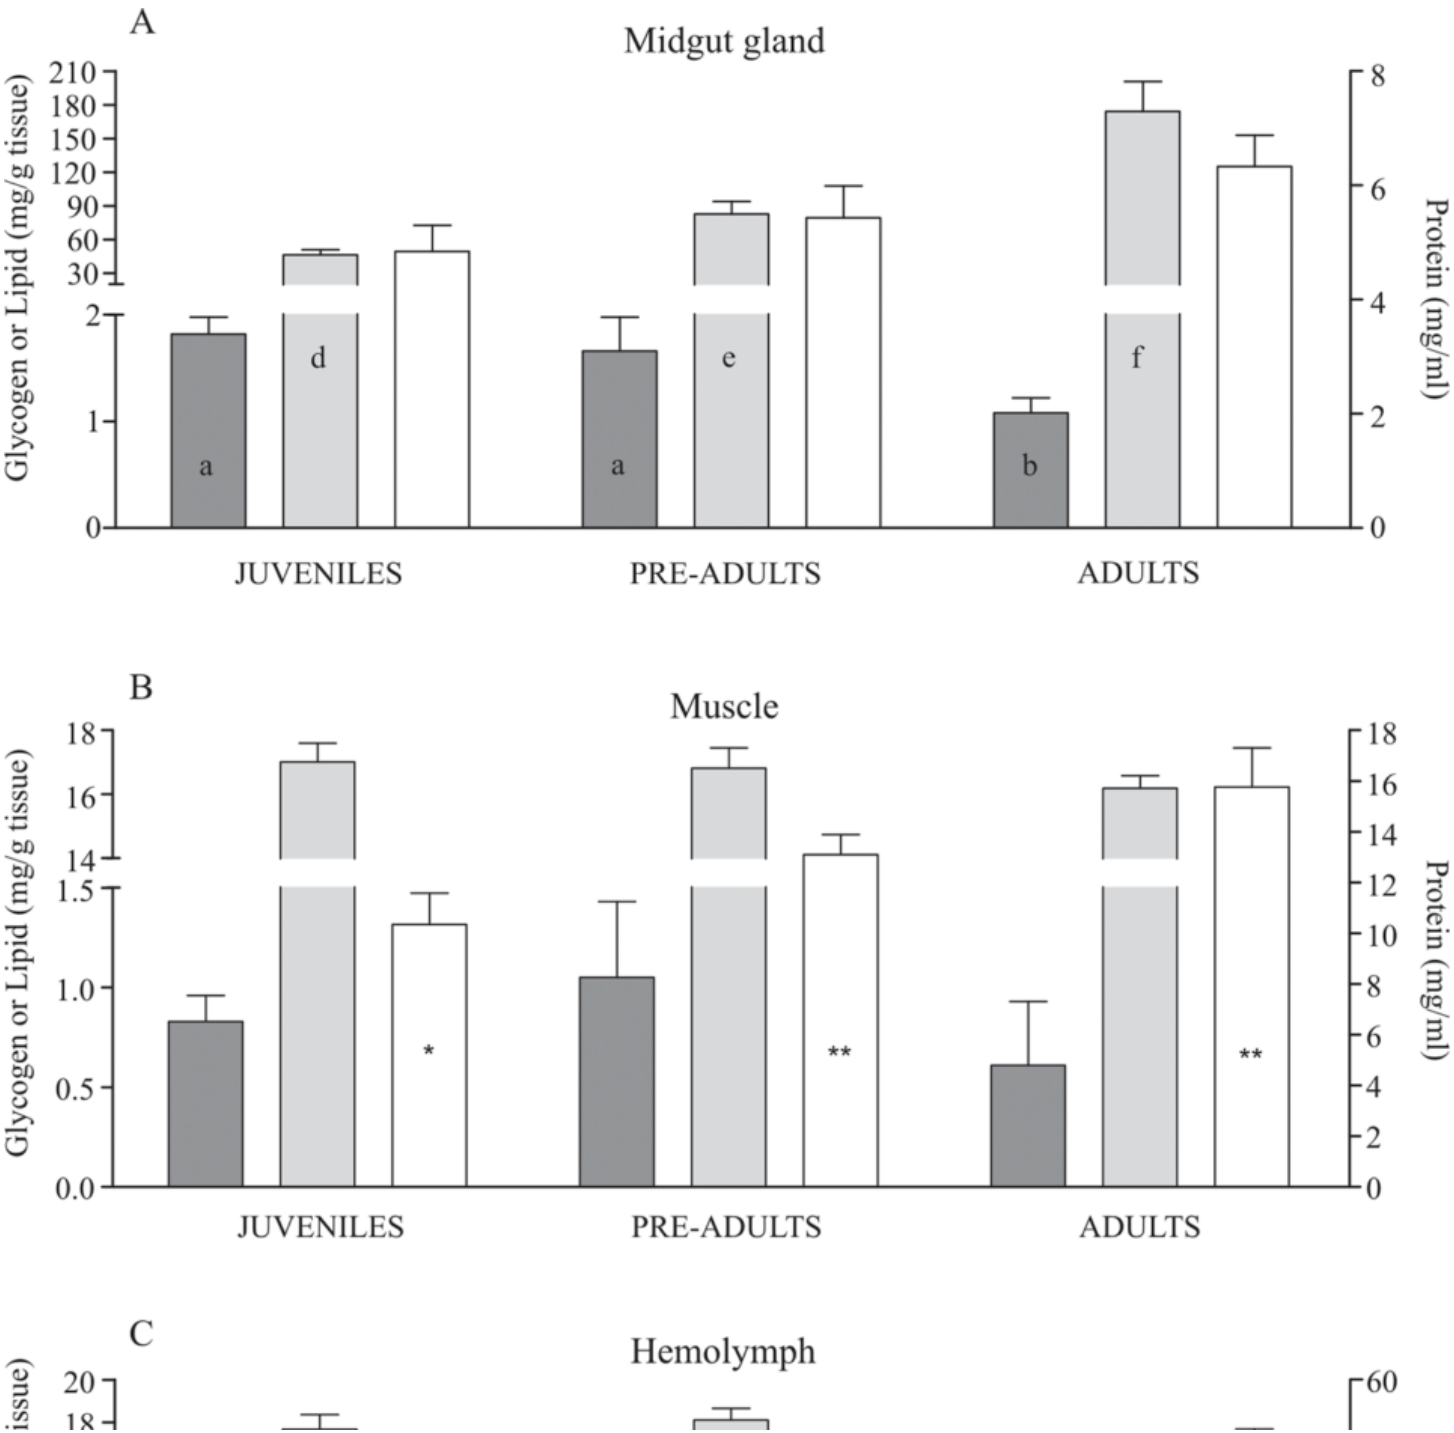 A
Midgut gland
Glycogen or Lipid (mg/g tissue)
210
180
150
120
90
60
30
2
1
0
8
6
4
2
0
Protein (mg/ml)
a
d
a
e
b
f
JUVENILES
PRE-ADULTS
ADULTS
B
Muscle
Glycogen or Lipid (mg/g tissue)
18
16
14
1.5
1.0
0.5
0.0
18
16
14
12
10
8
6
4
2
0
Protein (mg/ml)
*
**
**
JUVENILES
PRE-ADULTS
ADULTS
C
Hemolymph
issue)
20
18
60